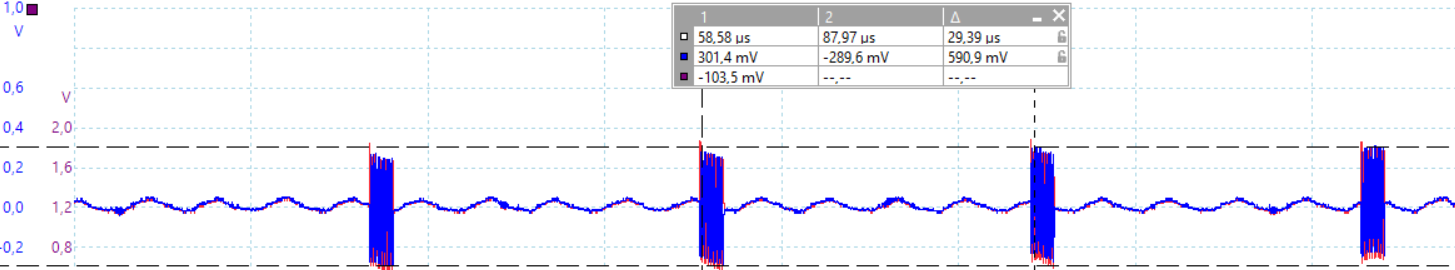 1,0
V
0,6
V
0,4 2,0
0,2 1,6
0,0 1,2
-0,2 0,8
1 2 Δ
58,58 µs 87,97 µs 29,39 µs
301,4 mV -289,6 mV 590,9 mV
-103,5 mV --,-- --,--